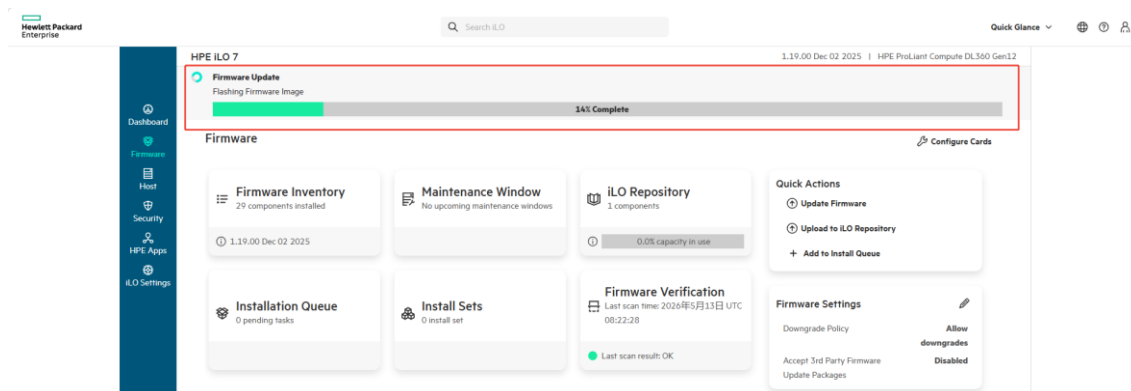 Hewlett Packard
Enterprise
Search iLO
Quick Glance
HPE iLO 7
1.19.00 Dec 02 2025 | HPE ProLiant Compute DL360 Gen12
Firmware Update
Flashing Firmware Image
14% Complete
Dashboard
Firmware
Host
Security
HPE Apps
iLO Settings
Firmware
Configure Cards
Firmware Inventory
29 components installed
1.19.00 Dec 02 2025
Maintenance Window
No upcoming maintenance windows
iLO Repository
1 components
0.0% capacity in use
Quick Actions
Update Firmware
Upload to iLO Repository
Add to Install Queue
Installation Queue
0 pending tasks
Install Sets
0 install set
Firmware Verification
Last scan time: 2026年5月13日 UTC
08:22:28
Last scan result: OK
Firmware Settings
Downgrade Policy
Allow
downgrades
Accept 3rd Party Firmware
Update Packages
Disabled